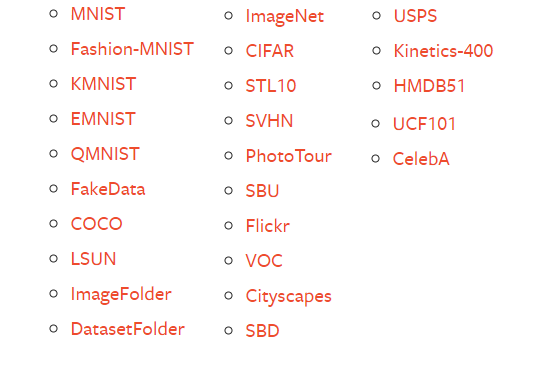 MNIST
Fashion-MNIST
KMNIST
EMNIST
QMNIST
FakeData
COCO
LSUN
ImageFolder
DatasetFolder
ImageNet
CIFAR
STL10
SVHN
PhotoTour
SBU
Flickr
VOC
Cityscapes
SBD
USPS
Kinetics-400
HMDB51
UCF101
CelebA